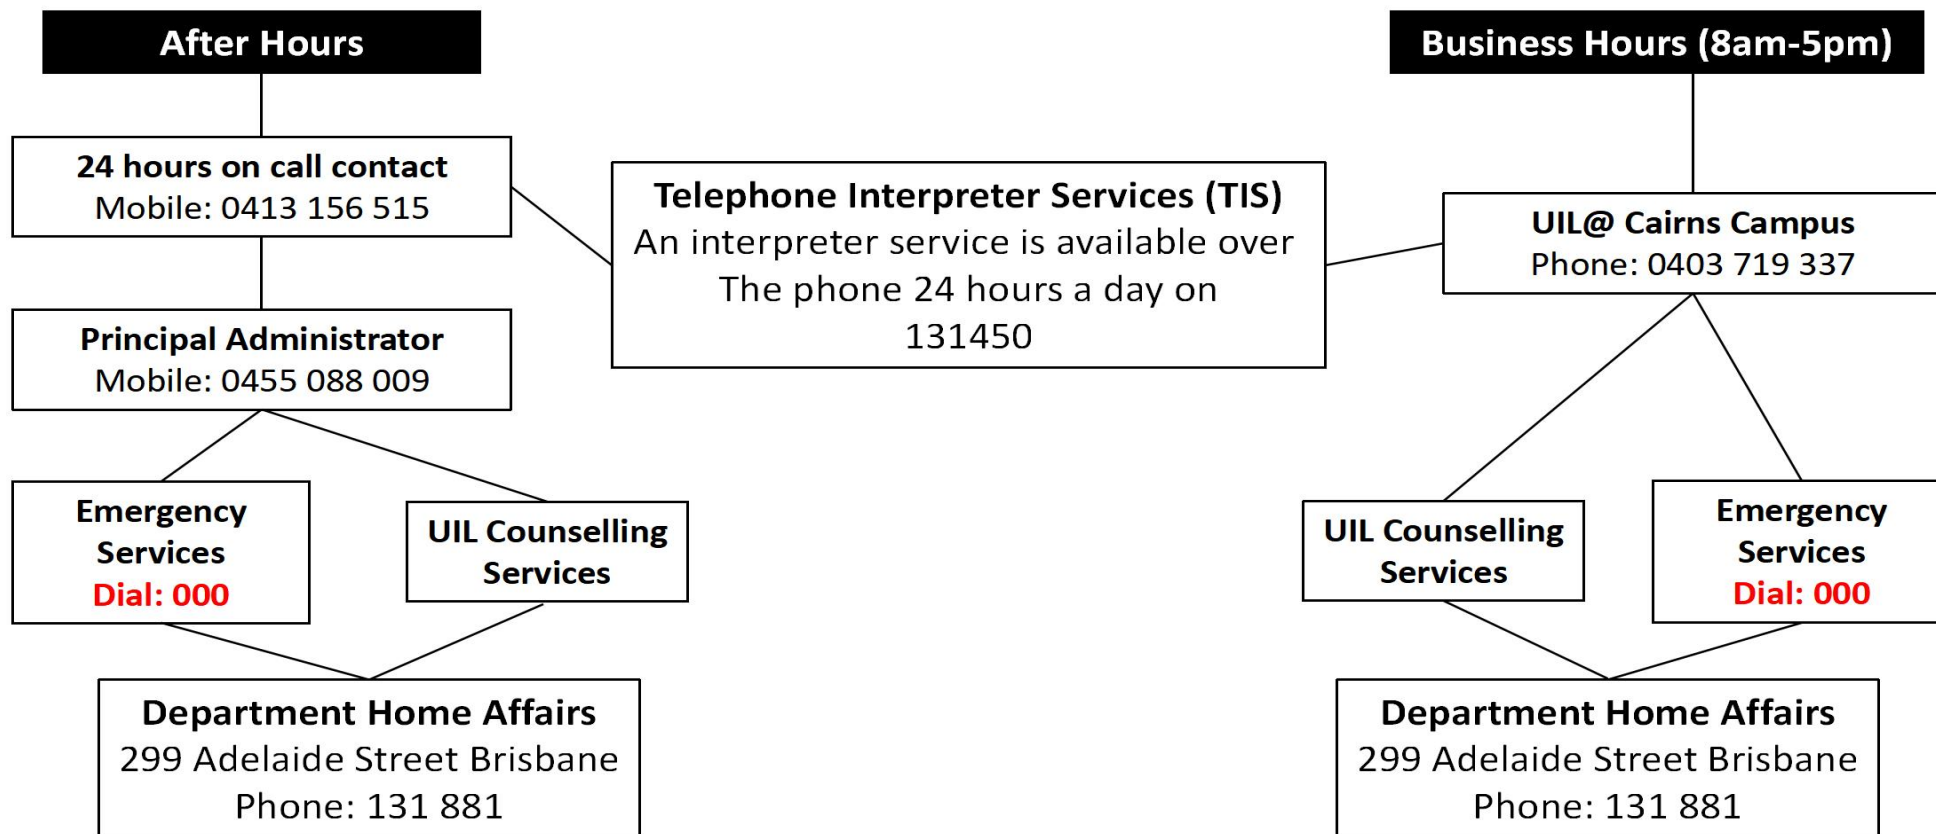 After Hours
Business Hours (8am-5pm)
24 hours on call contact
Mobile: 0413 156 515
Telephone Interpreter Services (TIS)
An interpreter service is available over
The phone 24 hours a day on
131450
UIL@ Cairns Campus
Phone: 0403 719 337
Principal Administrator
Mobile: 0455 088 009
Emergency
Services
Dial: 000
UIL Counselling
Services
UIL Counselling
Services
Emergency
Services
Dial: 000
Department Home Affairs
299 Adelaide Street Brisbane
Phone: 131 881
Department Home Affairs
299 Adelaide Street Brisbane
Phone: 131 881